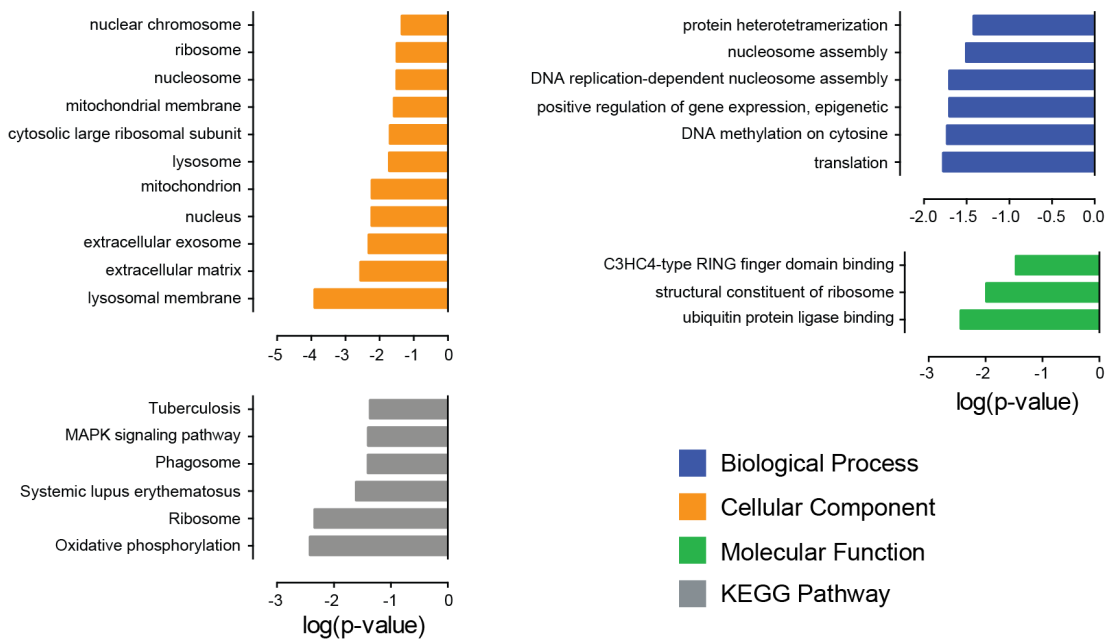 nuclear chromosome
ribosome
nucleosome
mitochondrial membrane
cytosolic large ribosomal subunit
lysosome
mitochondrion
nucleus
extracellular exosome
extracellular matrix
lysosomal membrane
-5 -4 -3 -2 -1 0
Tuberculosis
MAPK signaling pathway
Phagosome
Systemic lupus erythematosus
Ribosome
Oxidative phosphorylation
-3 -2 -1 0
log(p-value)
protein heterotetramerization
nucleosome assembly
DNA replication-dependent nucleosome assembly
positive regulation of gene expression, epigenetic
DNA methylation on cytosine
translation
-2.0 -1.5 -1.0 -0.5 0.0
C3HC4-type RING finger domain binding
structural constituent of ribosome
ubiquitin protein ligase binding
-3 -2 -1 0
log(p-value)
Biological Process
Cellular Component
Molecular Function
KEGG Pathway